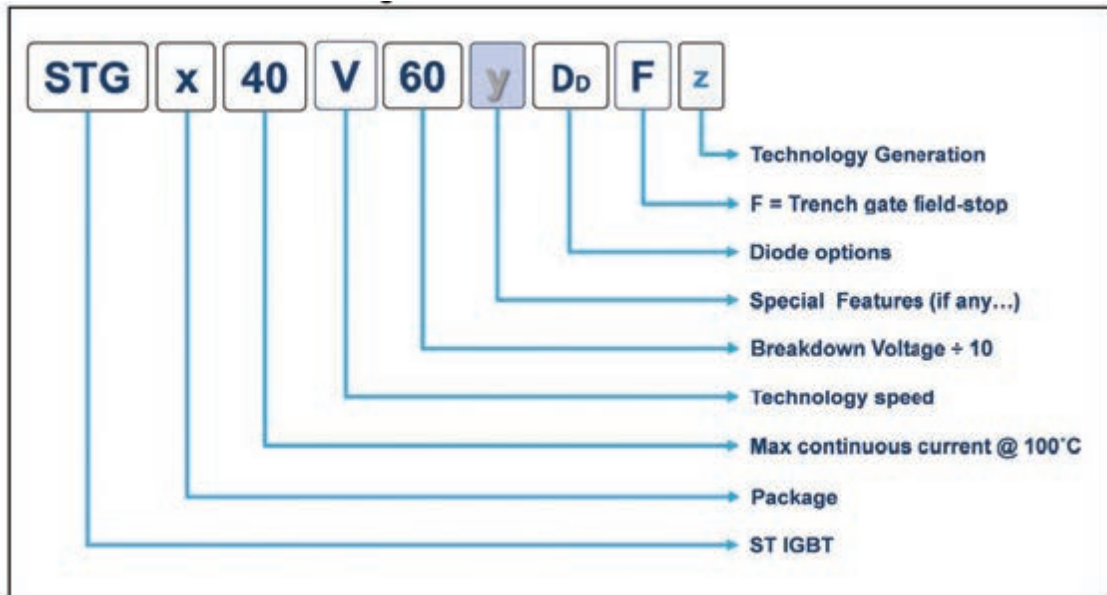 STG x 40 V 60 y DD F z
Technology Generation
F = Trench gate field-stop
Diode options
Special Features (if any...)
Breakdown Voltage ÷ 10
Technology speed
Max continuous current @ 100°C
Package
ST IGBT